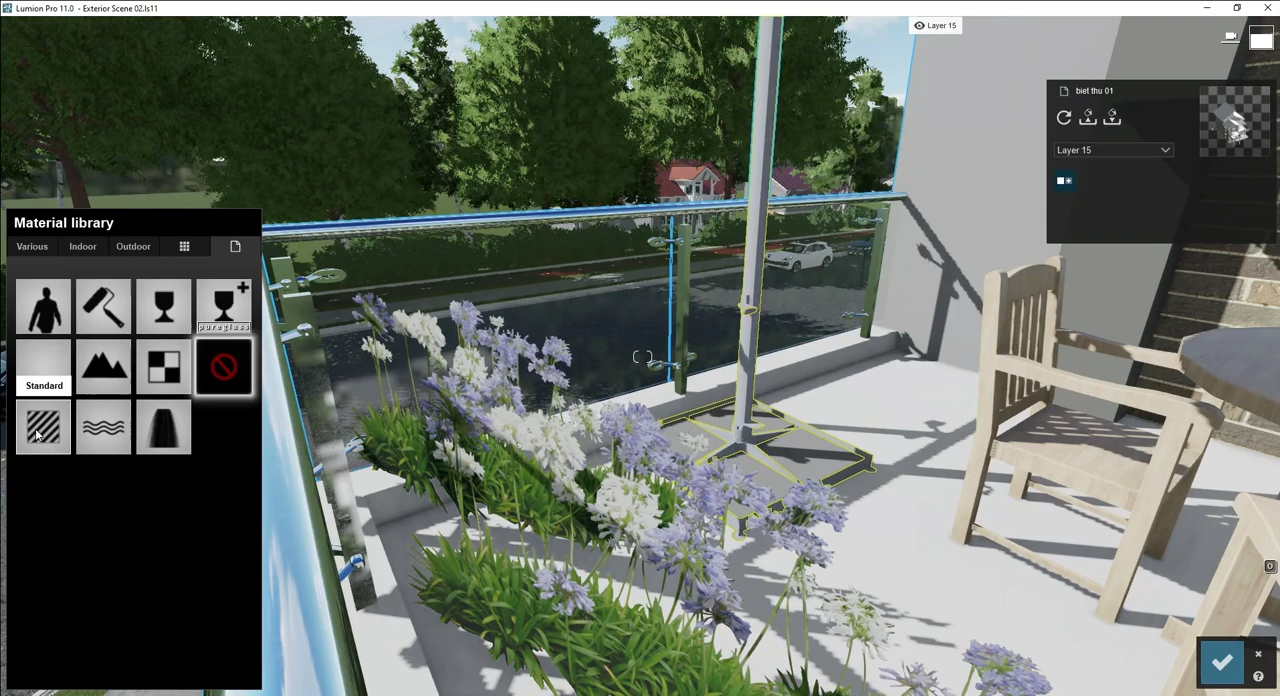 Lumion Pro 11.0 - Exterior Scene 02.ls11
Layer 15
biet thu 01
Layer 15
Material library
Various
Indoor
Outdoor
pureglass
Standard
O
?